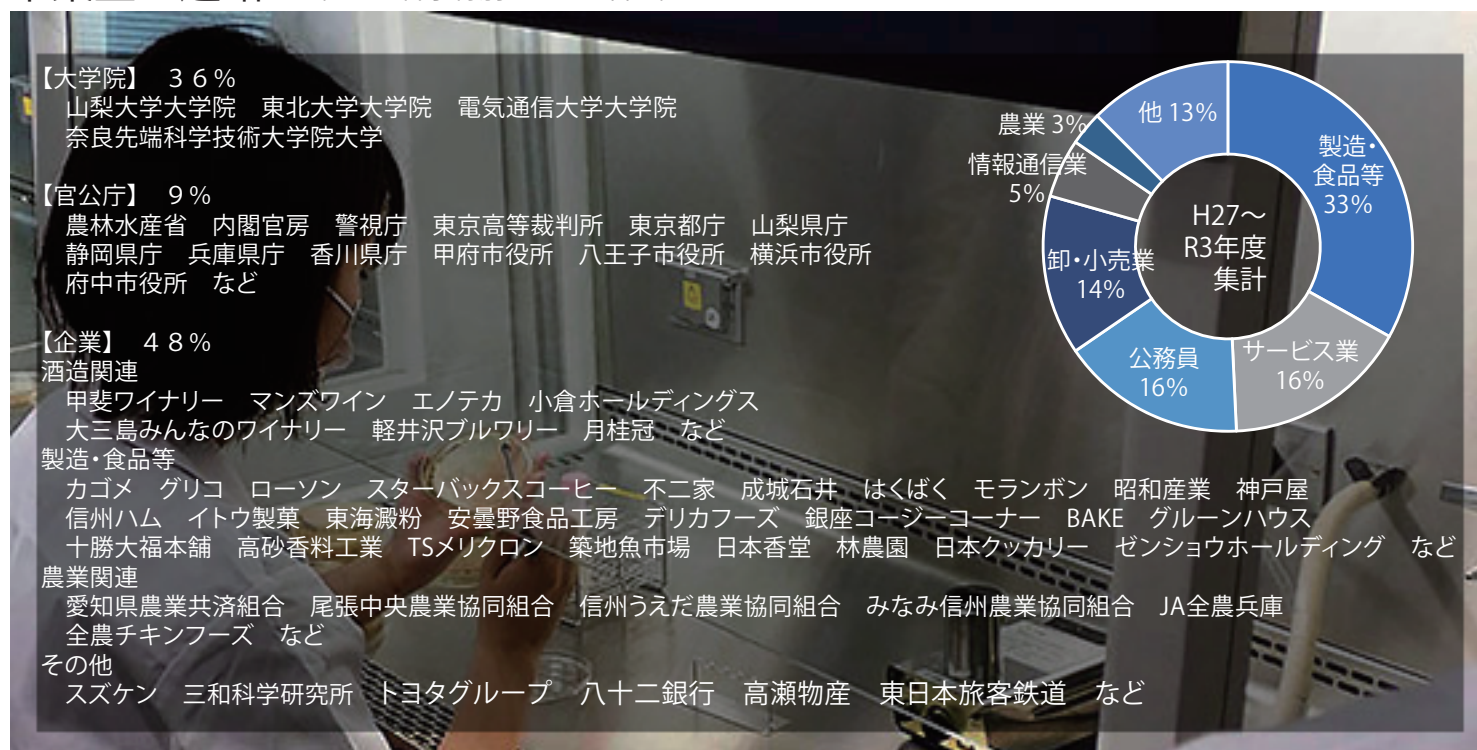 【大学院】　３６%
山梨大学大学院　東北大学大学院　電気通信大学大学院
奈良先端科学技術大学院大学
【官公庁】　９%
農林水産省　内閣官房　警視庁　東京高等裁判所　東京都庁　山梨県庁
静岡県庁　兵庫県庁　香川県庁　甲府市役所　八王子市役所　横浜市役所
府中市役所　など
【企業】　４８%
酒造関連
甲斐ワイナリー　マンズワイン　エノテカ　小倉ホールディングス
大三島みんなのワイナリー　軽井沢ブルワリー　月桂冠　など
製造・食品等
カゴメ　グリコ　ローソン　スターバックスコーヒー　不二家　成城石井　はくばく　モランボン　昭和産業　神戸屋
信州ハム　イトウ製菓　東海澱粉　安曇野食品工房　デリカフーズ　銀座コージーコーナー　BAKE　グルーンハウス
十勝大福本舗　高砂香料工業　TSメリクロン　築地魚市場　日本香堂　林農園　日本クッカリー　ゼンショウホールディング　など
農業関連
愛知県農業共済組合　尾張中央農業協同組合　信州うえだ農業協同組合　みなみ信州農業協同組合　JA全農兵庫
全農チキンフーズ　など
その他
スズケン　三和科学研究所　トヨタグループ　八十二銀行　高瀬物産　東日本旅客鉄道　など
製造・
食品等
33%
サービス業
16%
公務員
16%
卸・小売業
14%
情報通信業
5%
農業 3%
他 13%
H27～
R3年度
集計